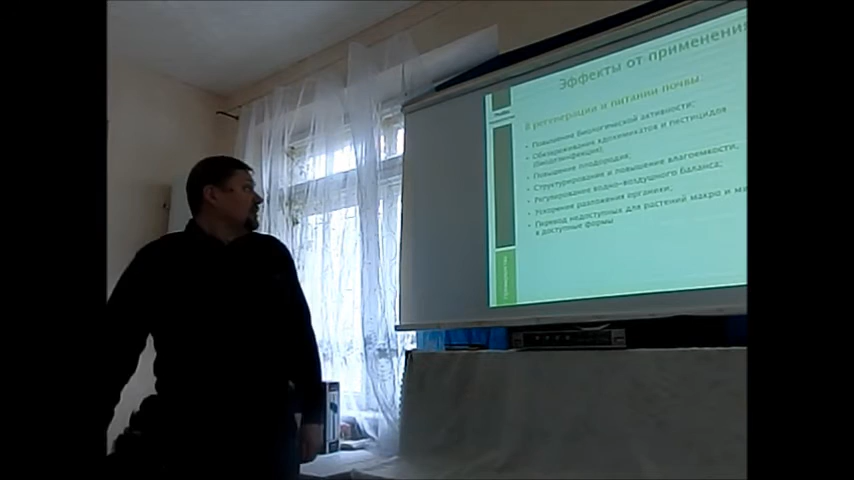 Эффекты от применения
В регенерации и питании почвы
Повышение биологической активности;
Обезвреживание ядохимикатов и пестицидов
(биодезинфекция);
Повышение плодородия;
Структурирование и повышение влагоемкости,
Регулирование водно-воздушного баланса;
Ускорение разложения органики;
Перевод недоступных для растений макро и
в доступные формы